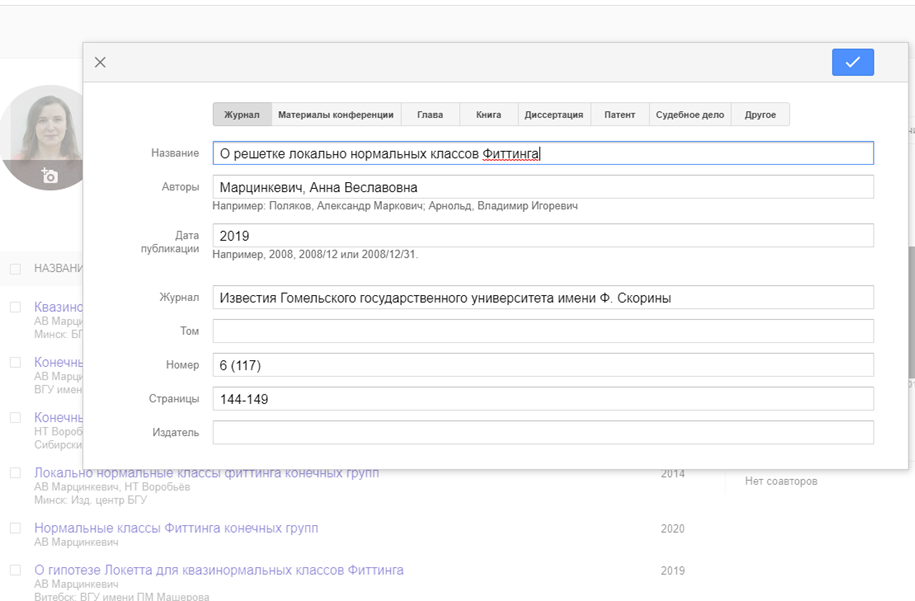 Журнал Материалы конференции Глава Книга Диссертация Патент Судебное дело Другое
Название О решетке локально нормальных классов Фиттинга
Авторы Марцинкевич, Анна Веславовна
Например: Поляков, Александр Маркович; Арнольд, Владимир Игоревич
Дата
публикации 2019
Например, 2008, 2008/12 или 2008/12/31.
Журнал Известия Гомельского государственного университета имени Ф. Скорины
Том
Номер 6 (117)
Страницы 144-149
Издатель
НАЗВАНИ
Квазино
АВ Марцин
Минск: БГ
Конечны
АВ Марци
ВГУ имен
Конечны
НТ Вороб
Сибирски
Локально нормальные классы фиттинга конечных групп 2014
АВ Марцинкевич, НТ Воробьёв
Минск: Изд. центр БГУ
Нет соавторов
Нормальные классы Фиттинга конечных групп 2020
АВ Марцинкевич
О гипотезе Локетта для квазинормальных классов Фиттинга 2019
АВ Марцинкевич
Витебск: ВГУ имени ПМ Машерова